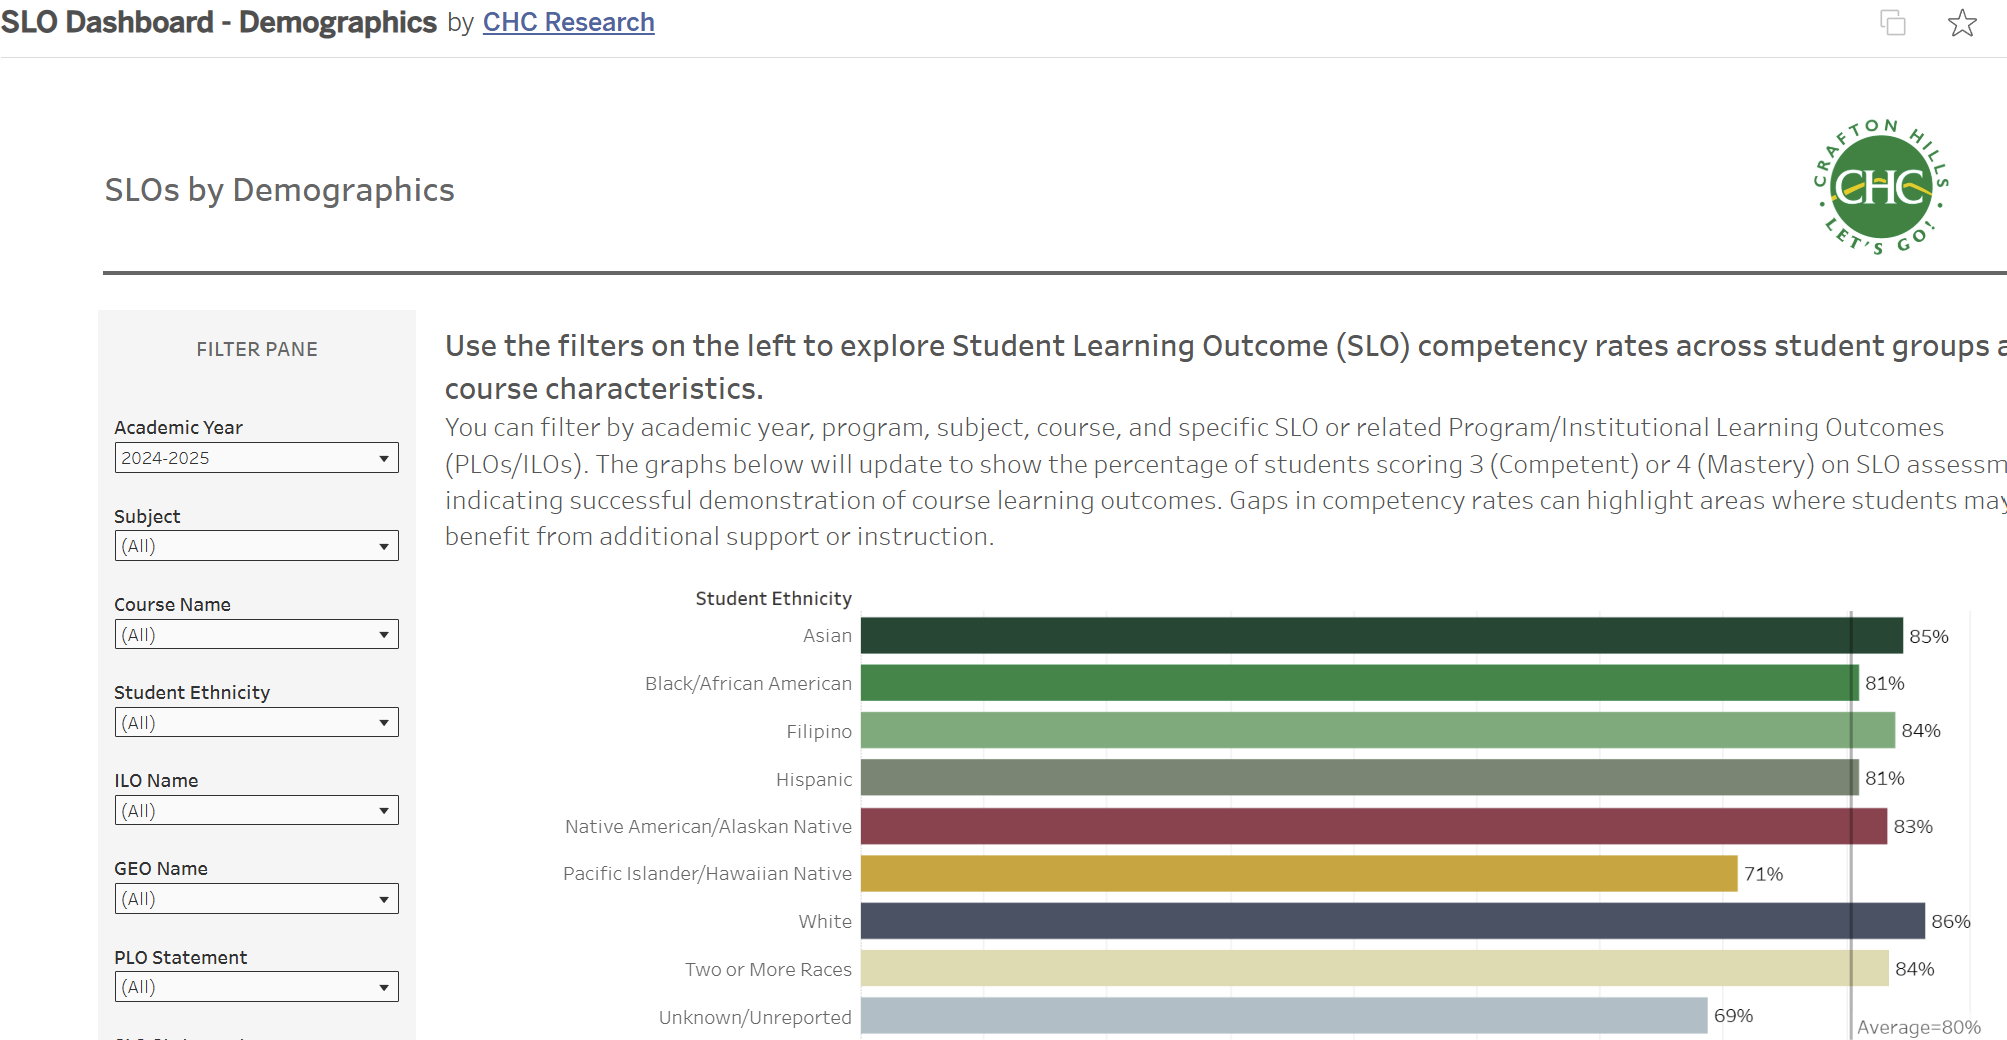 SLO Dashboard - Demographics by CHC Research
CRAFTON HILLS
CHC
LET'S GO!
SLOs by Demographics
FILTER PANE
Academic Year
2024-2025
Subject
(All)
Course Name
(All)
Student Ethnicity
(All)
ILO Name
(All)
GEO Name
(All)
PLO Statement
(All)
Use the filters on the left to explore Student Learning Outcome (SLO) competency rates across student groups a
course characteristics.
You can filter by academic year, program, subject, course, and specific SLO or related Program/Institutional Learning Outcomes
(PLOs/ILOs). The graphs below will update to show the percentage of students scoring 3 (Competent) or 4 (Mastery) on SLO assessm
indicating successful demonstration of course learning outcomes. Gaps in competency rates can highlight areas where students may
benefit from additional support or instruction.
Student Ethnicity
Asian 85%
Black/African American 81%
Filipino 84%
Hispanic 81%
Native American/Alaskan Native 83%
Pacific Islander/Hawaiian Native 71%
White 86%
Two or More Races 84%
Unknown/Unreported 69%
Average=80%